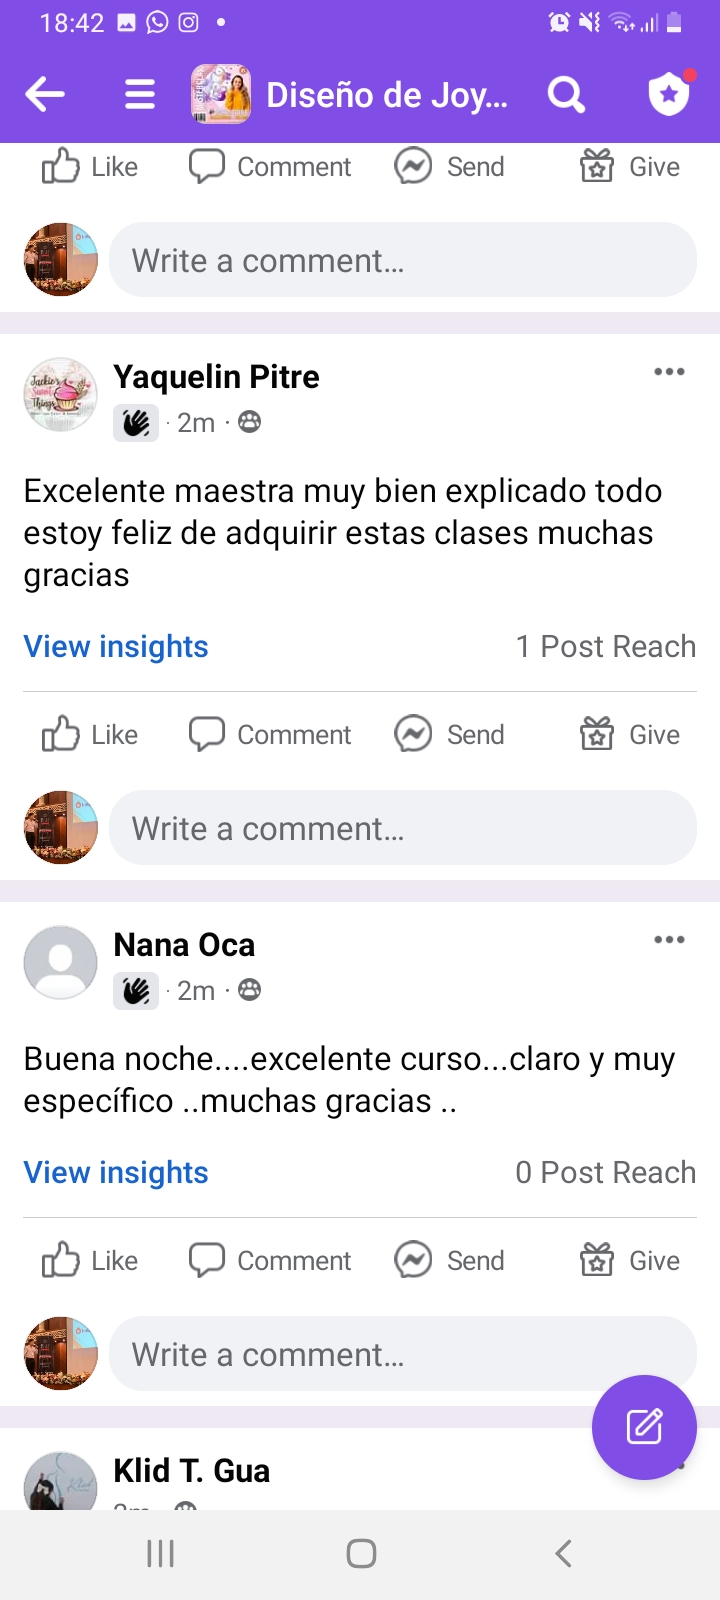 18:42
Diseño de Joy...
Like Comment Send Give
Write a comment...
Yaquelin Pitre
· 2m ·
Excelente maestra muy bien explicado todo
estoy feliz de adquirir estas clases muchas
gracias
View insights 1 Post Reach
Like Comment Send Give
Write a comment...
Nana Oca
· 2m ·
Buena noche....excelente curso...claro y muy
específico ..muchas gracias ..
View insights 0 Post Reach
Like Comment Send Give
Write a comment...
Klid T. Gua